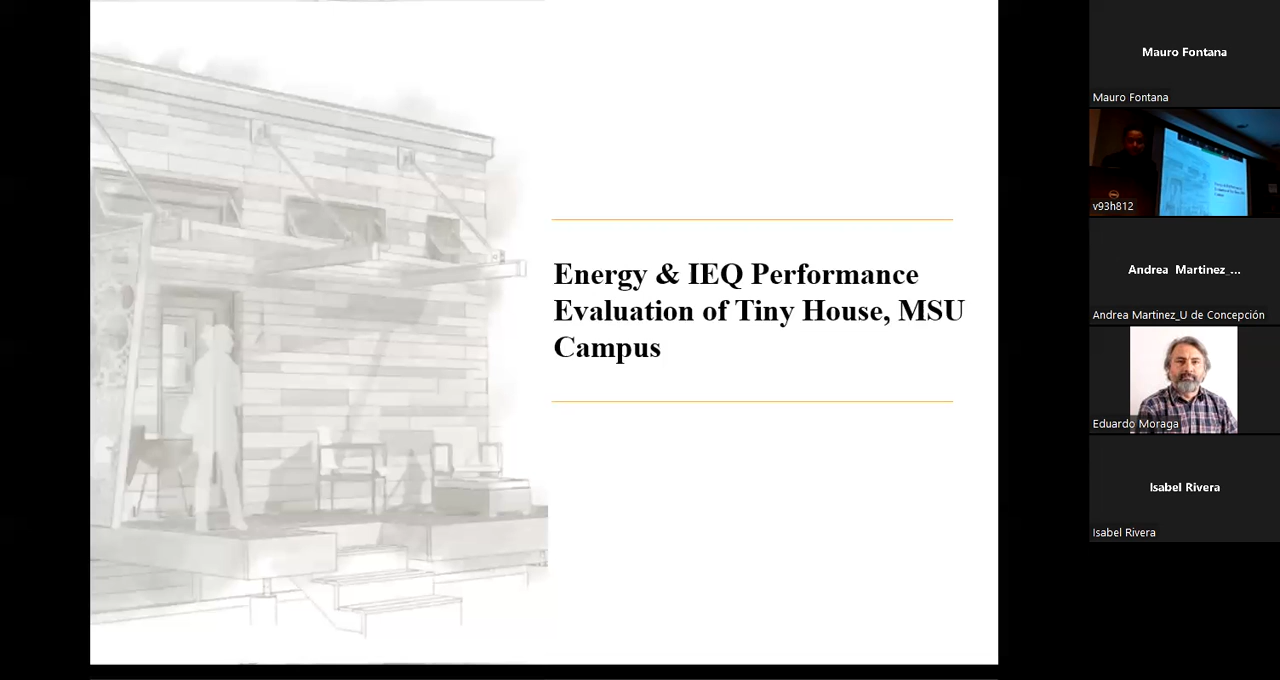 Energy & IEQ Performance
Evaluation of Tiny House, MSU
Campus
Mauro Fontana
Mauro Fontana
v93h812
Andrea Martinez_...
Andrea Martinez_U de Concepción
Eduardo Moraga
Isabel Rivera
Isabel Rivera